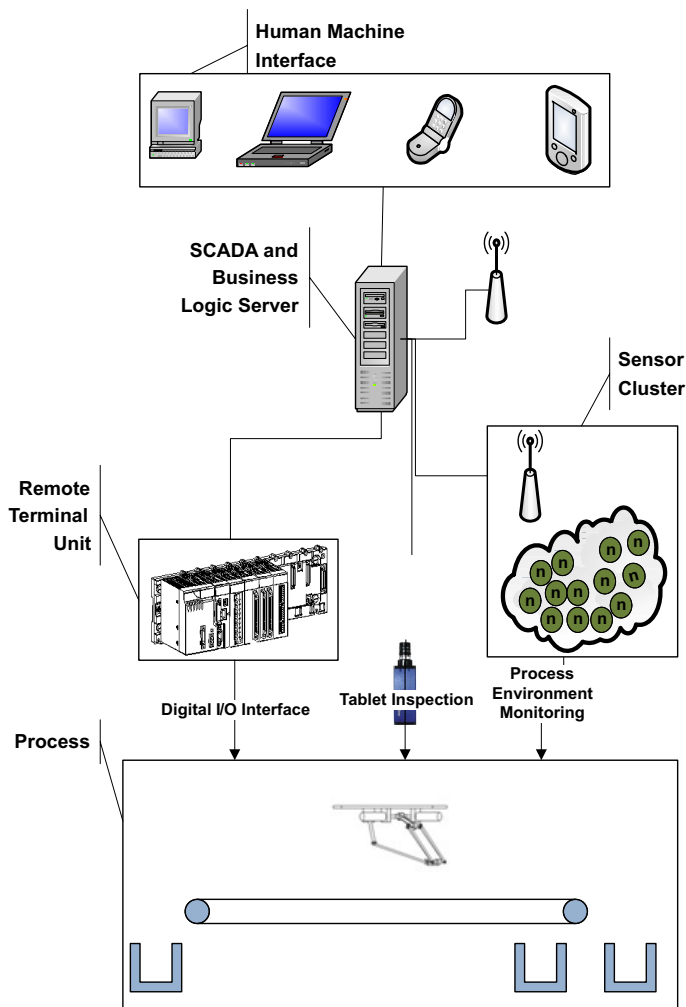 Human Machine
Interface
SCADA and
Business
Logic Server
Sensor
Cluster
Remote
Terminal
Unit
n
n
n
n
n
n
n
n
n
n
n
n
n
Digital I/O Interface
Tablet Inspection
Process
Environment
Monitoring
Process